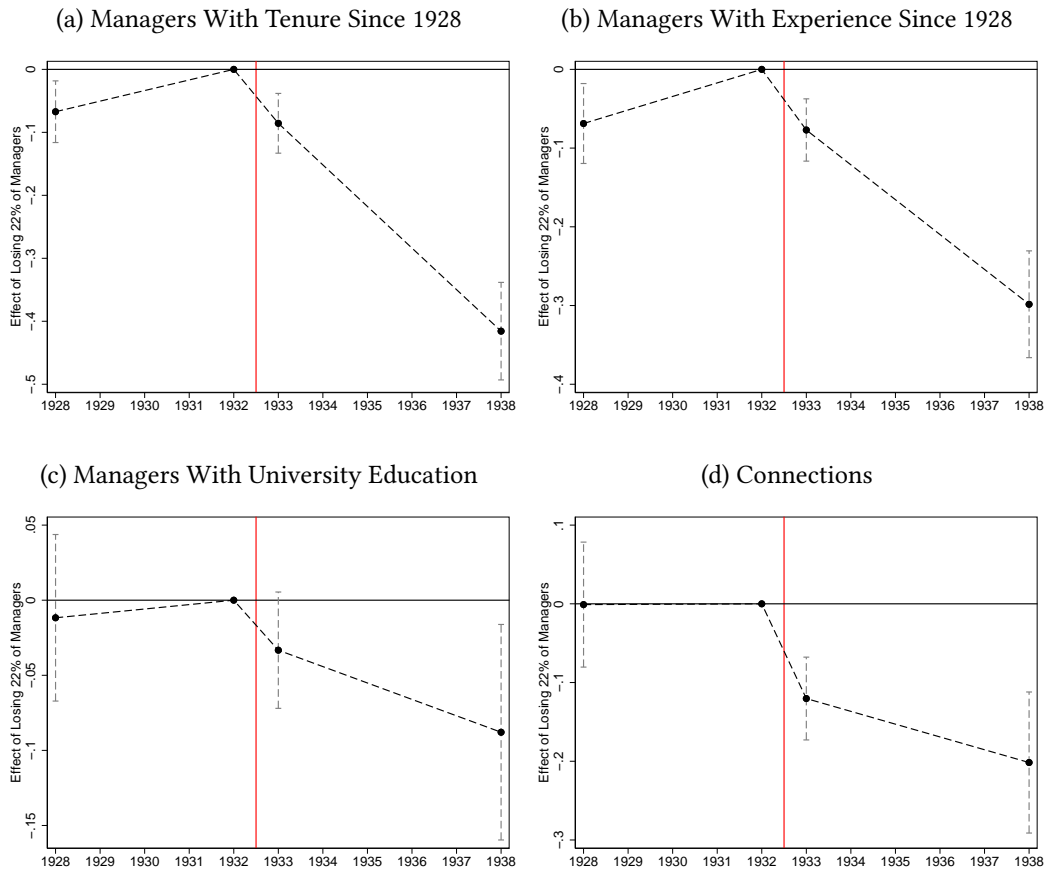 (a) Managers With Tenure Since 1928
Effect of Losing 22% of Managers
0
-.1
-.2
-.3
-.4
-.5
1928 1929 1930 1931 1932 1933 1934 1935 1936 1937 1938
(b) Managers With Experience Since 1928
Effect of Losing 22% of Managers
0
-.1
-.2
-.3
-.4
1928 1929 1930 1931 1932 1933 1934 1935 1936 1937 1938
(c) Managers With University Education
Effect of Losing 22% of Managers
.05
0
-.05
-.1
-.15
1928 1929 1930 1931 1932 1933 1934 1935 1936 1937 1938
(d) Connections
Effect of Losing 22% of Managers
.1
0
-.1
-.2
-.3
1928 1929 1930 1931 1932 1933 1934 1935 1936 1937 1938